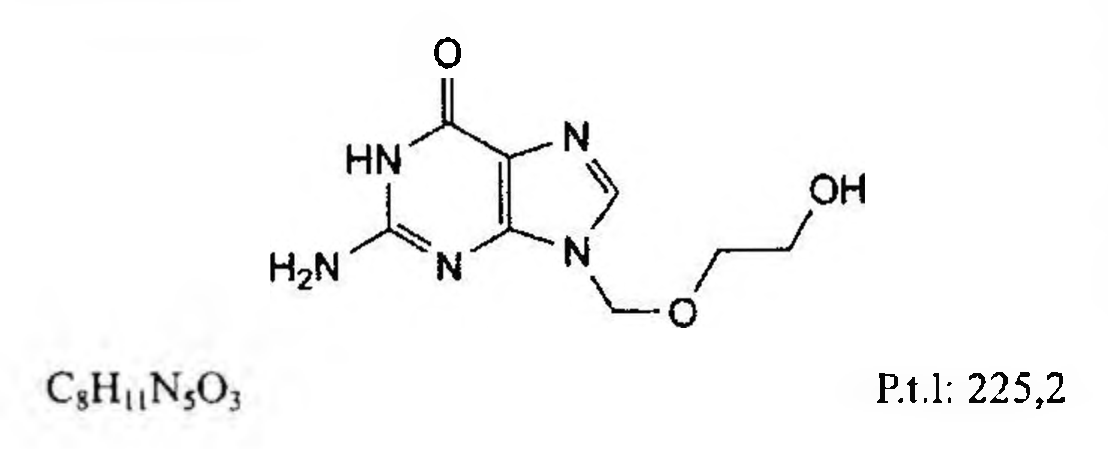 O
HN
N
OH
H₂N
N
N
O
C₈H₁₁N₅O₃
P.t.l: 225,2